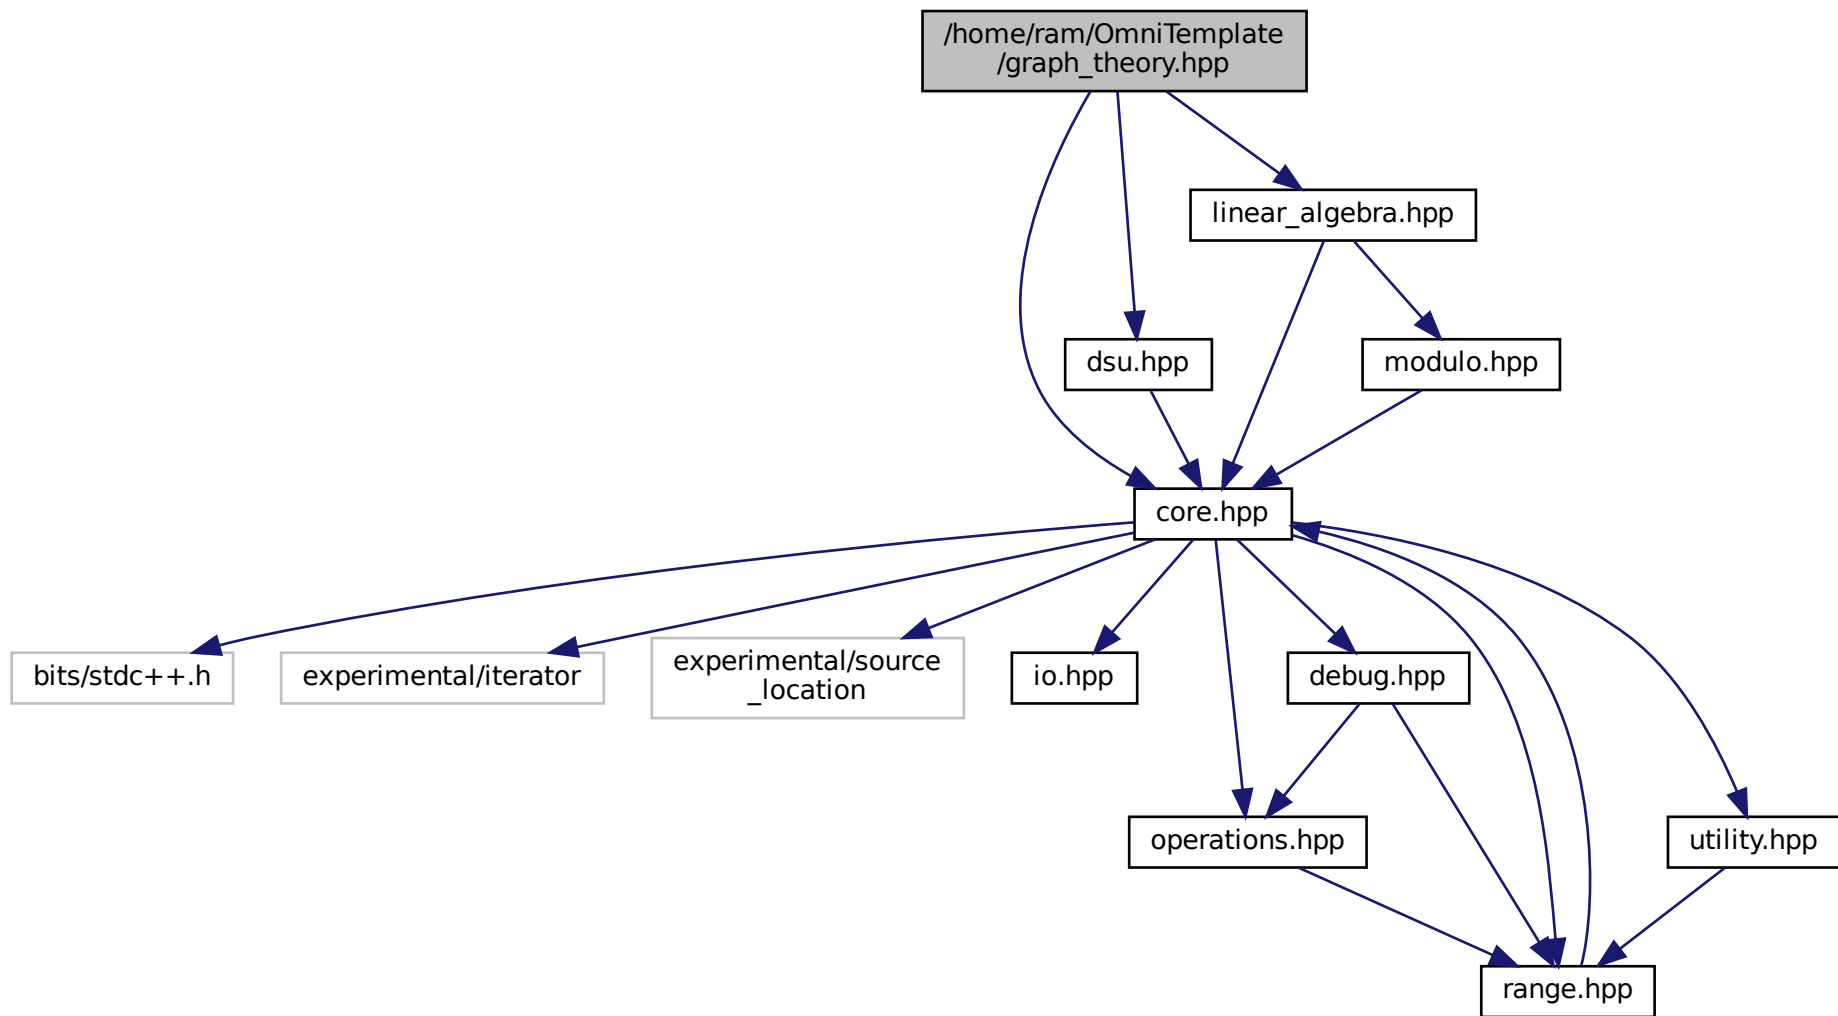 /home/ram/OmniTemplate
/graph_theory.hpp
linear_algebra.hpp
dsu.hpp
modulo.hpp
core.hpp
bits/stdc++.h
experimental/iterator
experimental/source
_location
io.hpp
debug.hpp
operations.hpp
utility.hpp
range.hpp